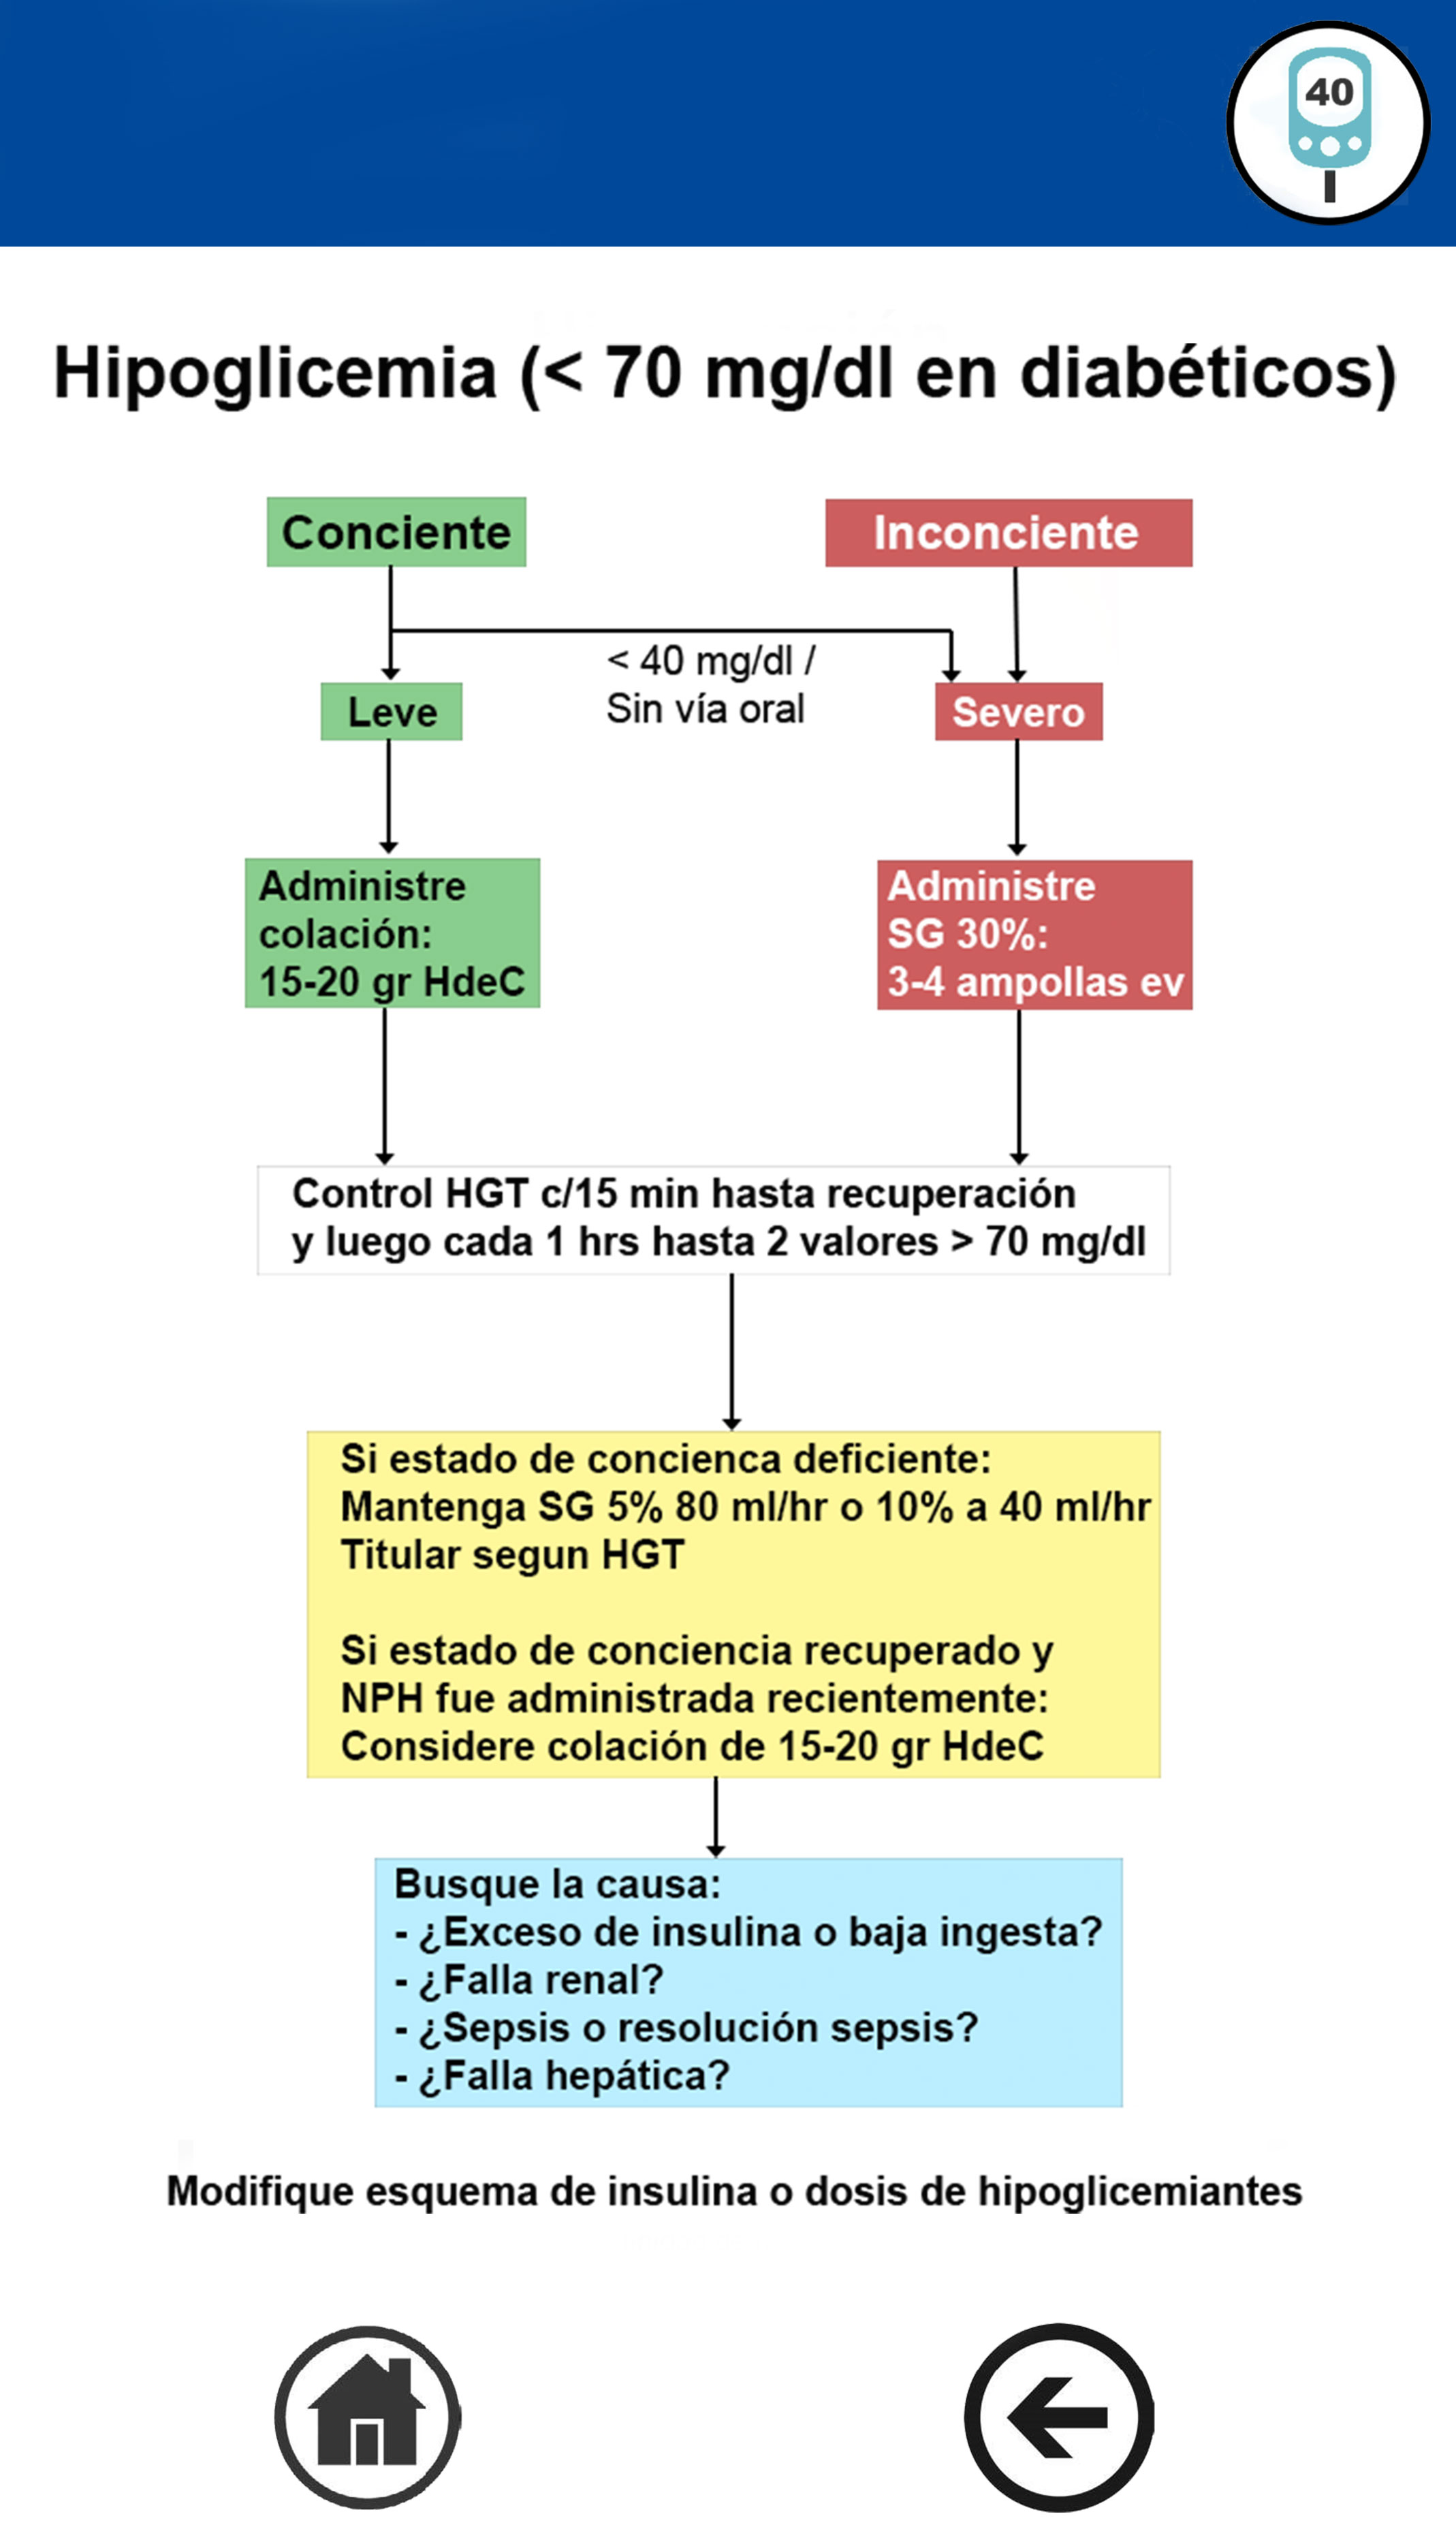 40
Hipoglicemia (< 70 mg/dl en diabéticos)
Conciente
Inconciente
< 40 mg/dl /
Sin vía oral
Leve
Severo
Administre
colación:
15-20 gr HdeC
Administre
SG 30%:
3-4 ampollas ev
Control HGT c/15 min hasta recuperación
y luego cada 1 hrs hasta 2 valores > 70 mg/dl
Si estado de concienca deficiente:
Mantenga SG 5% 80 ml/hr o 10% a 40 ml/hr
Titular segun HGT
Si estado de conciencia recuperado y
NPH fue administrada recientemente:
Considere colación de 15-20 gr HdeC
Busque la causa:
- ¿Exceso de insulina o baja ingesta?
- ¿Falla renal?
- ¿Sepsis o resolución sepsis?
- ¿Falla hepática?
Modifique esquema de insulina o dosis de hipoglicemiantes